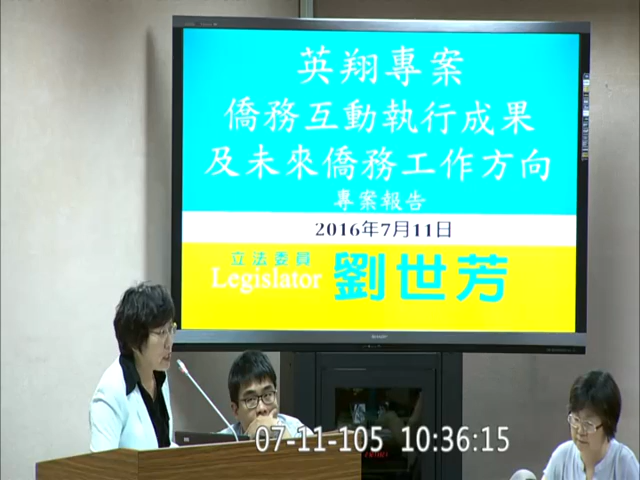 英翔專案
僑務互動執行成果
及未來僑務工作方向
專案報告
2016年7月11日
立法委員
Legislator
劉世芳
07-11-105 10:36:15